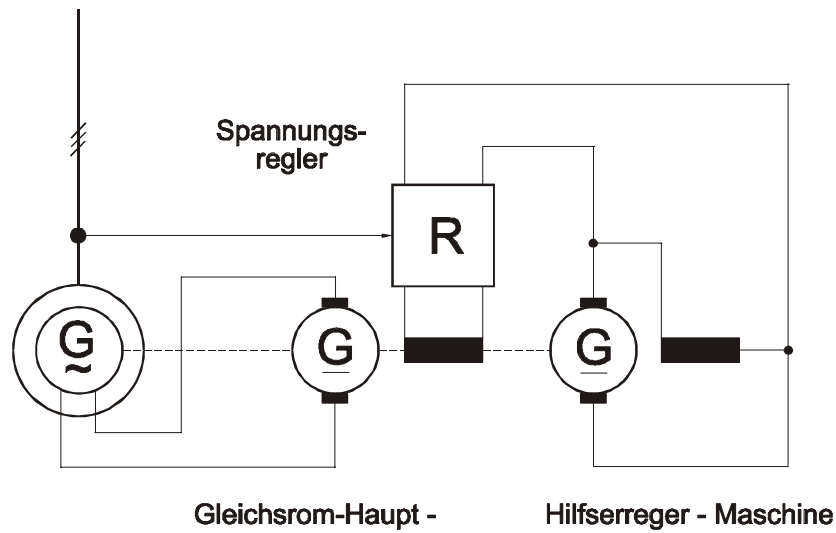 Spannungs-
regler
R
G
~
G
G
Gleichsrom-Haupt - Hilfserreger - Maschine